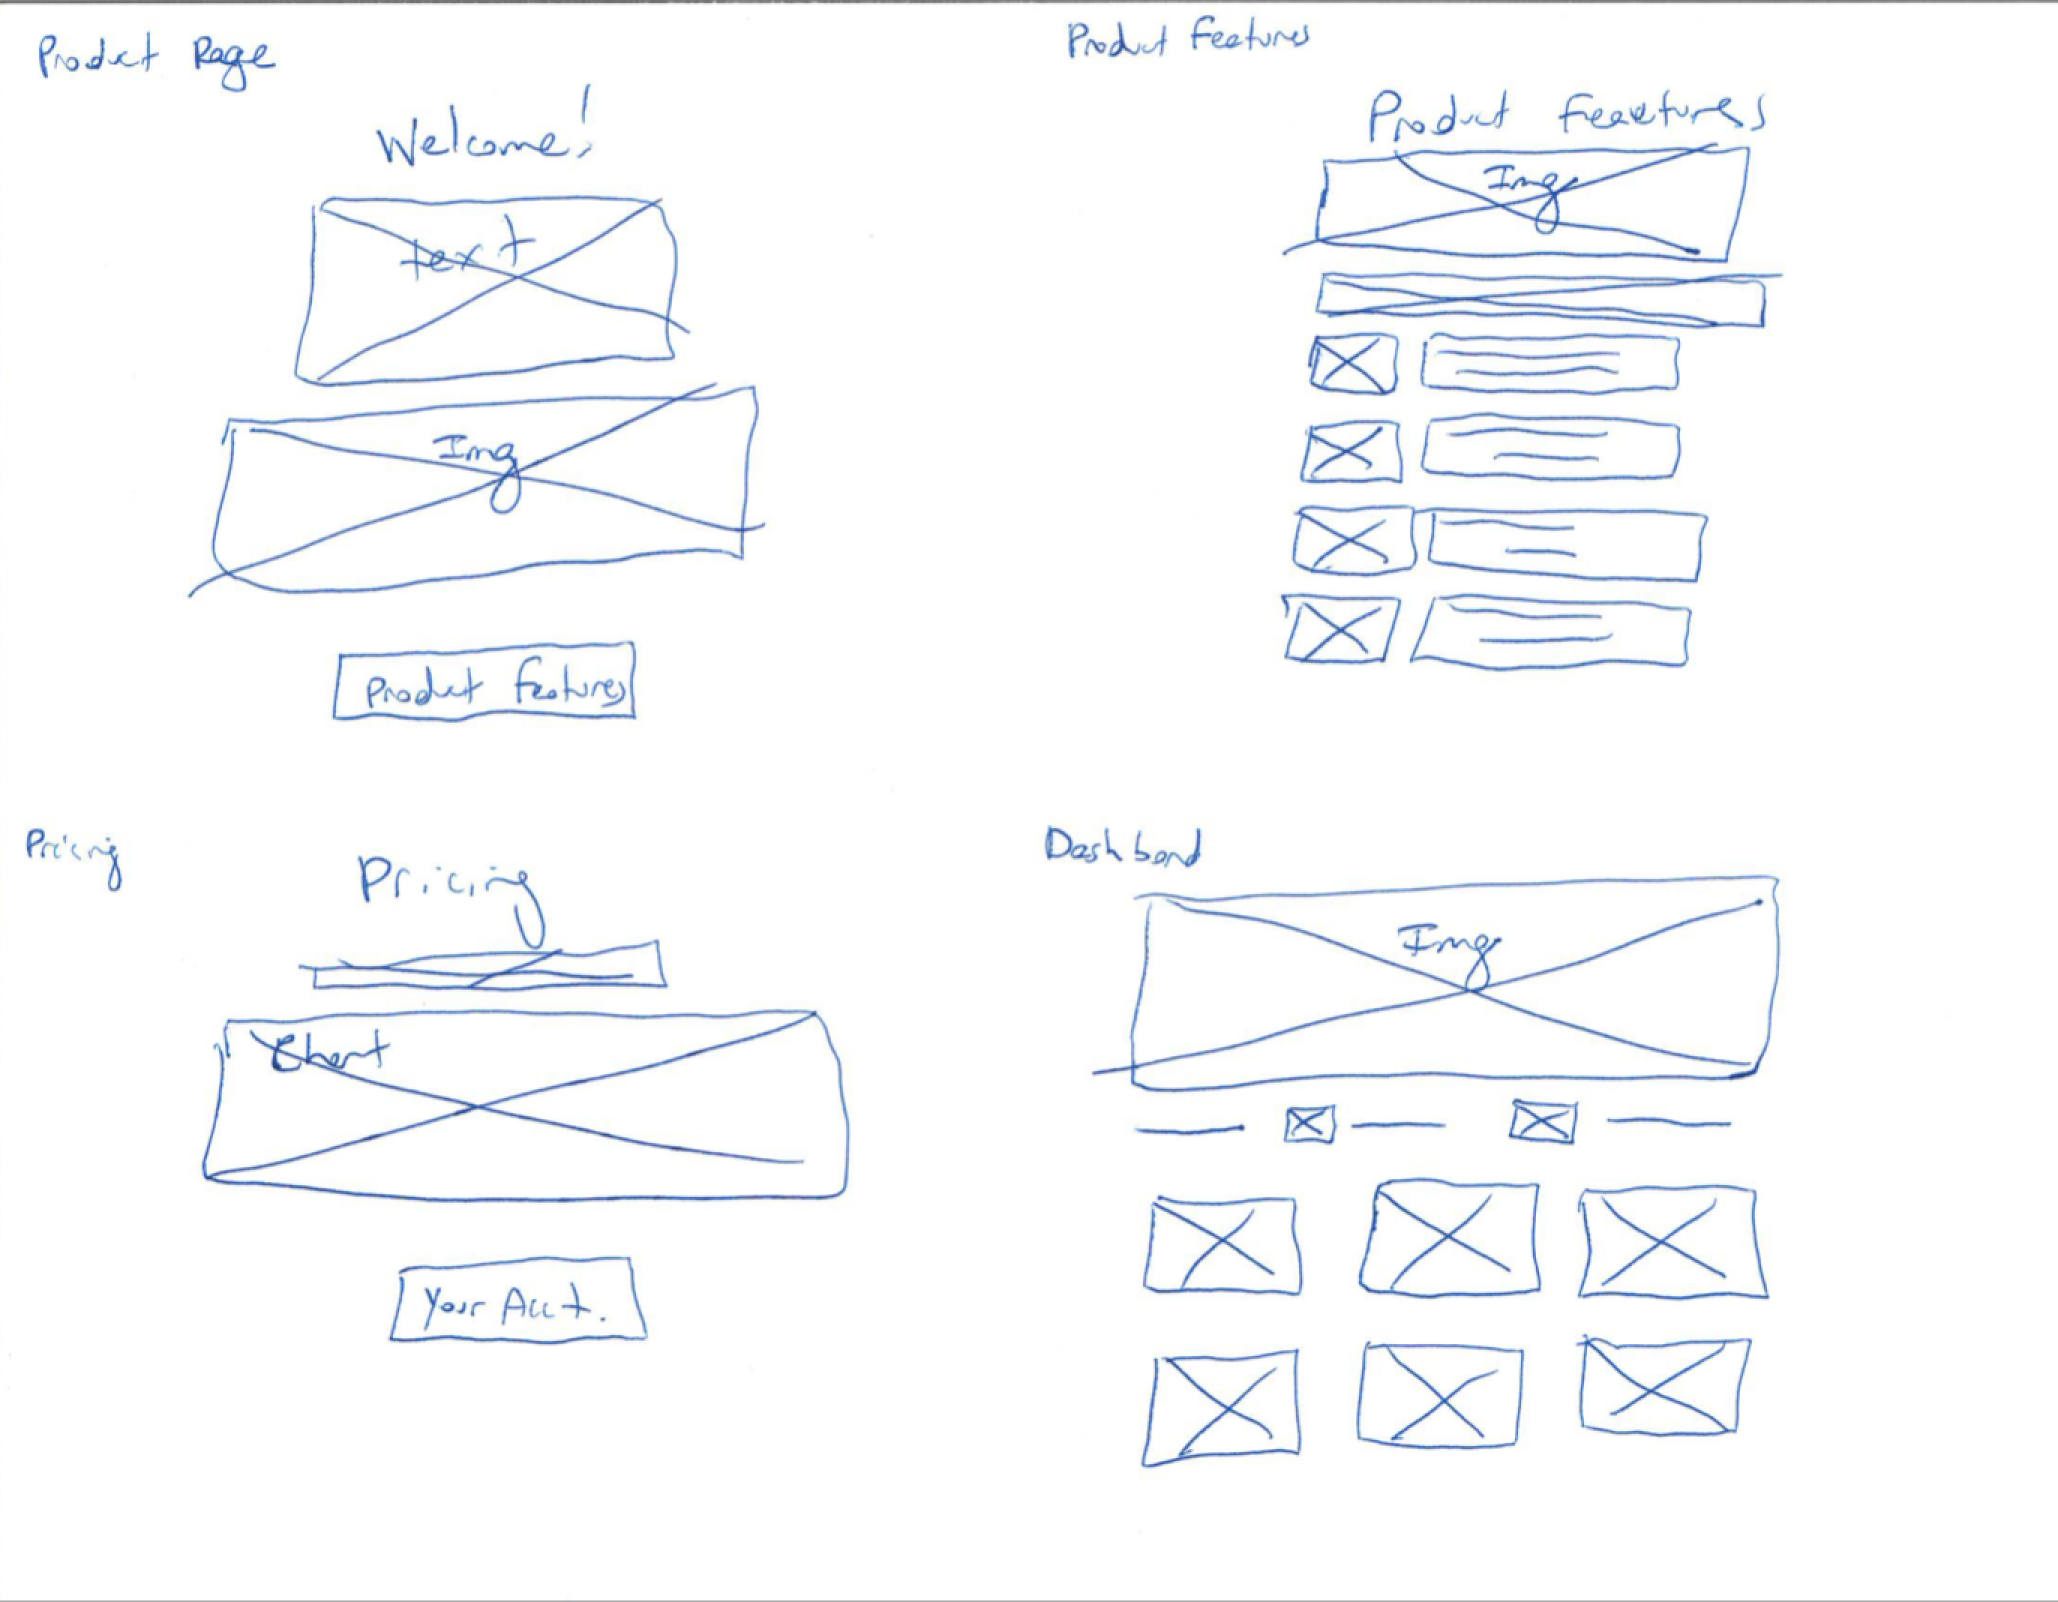 Product Page
Welcome!
text
Img
Product Features
Product Features
Product Features
Img
Pricing
Pricing
Chart
Your Acct.
Dashboard
Img